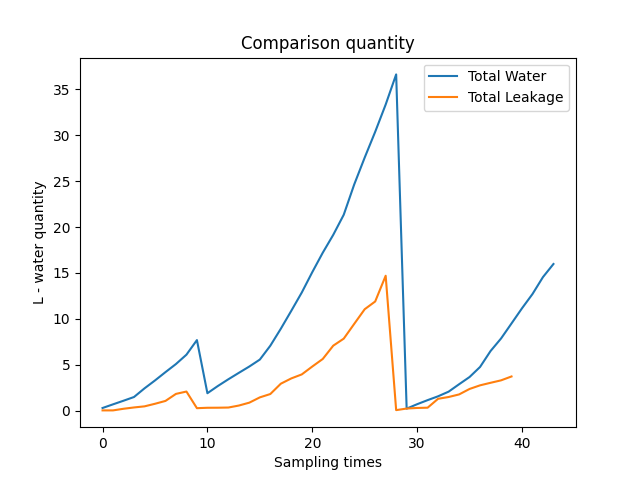 Comparison quantity
Total Water
Total Leakage
L - water quantity
35
30
25
20
15
10
5
0
0 10 20 30 40
Sampling times